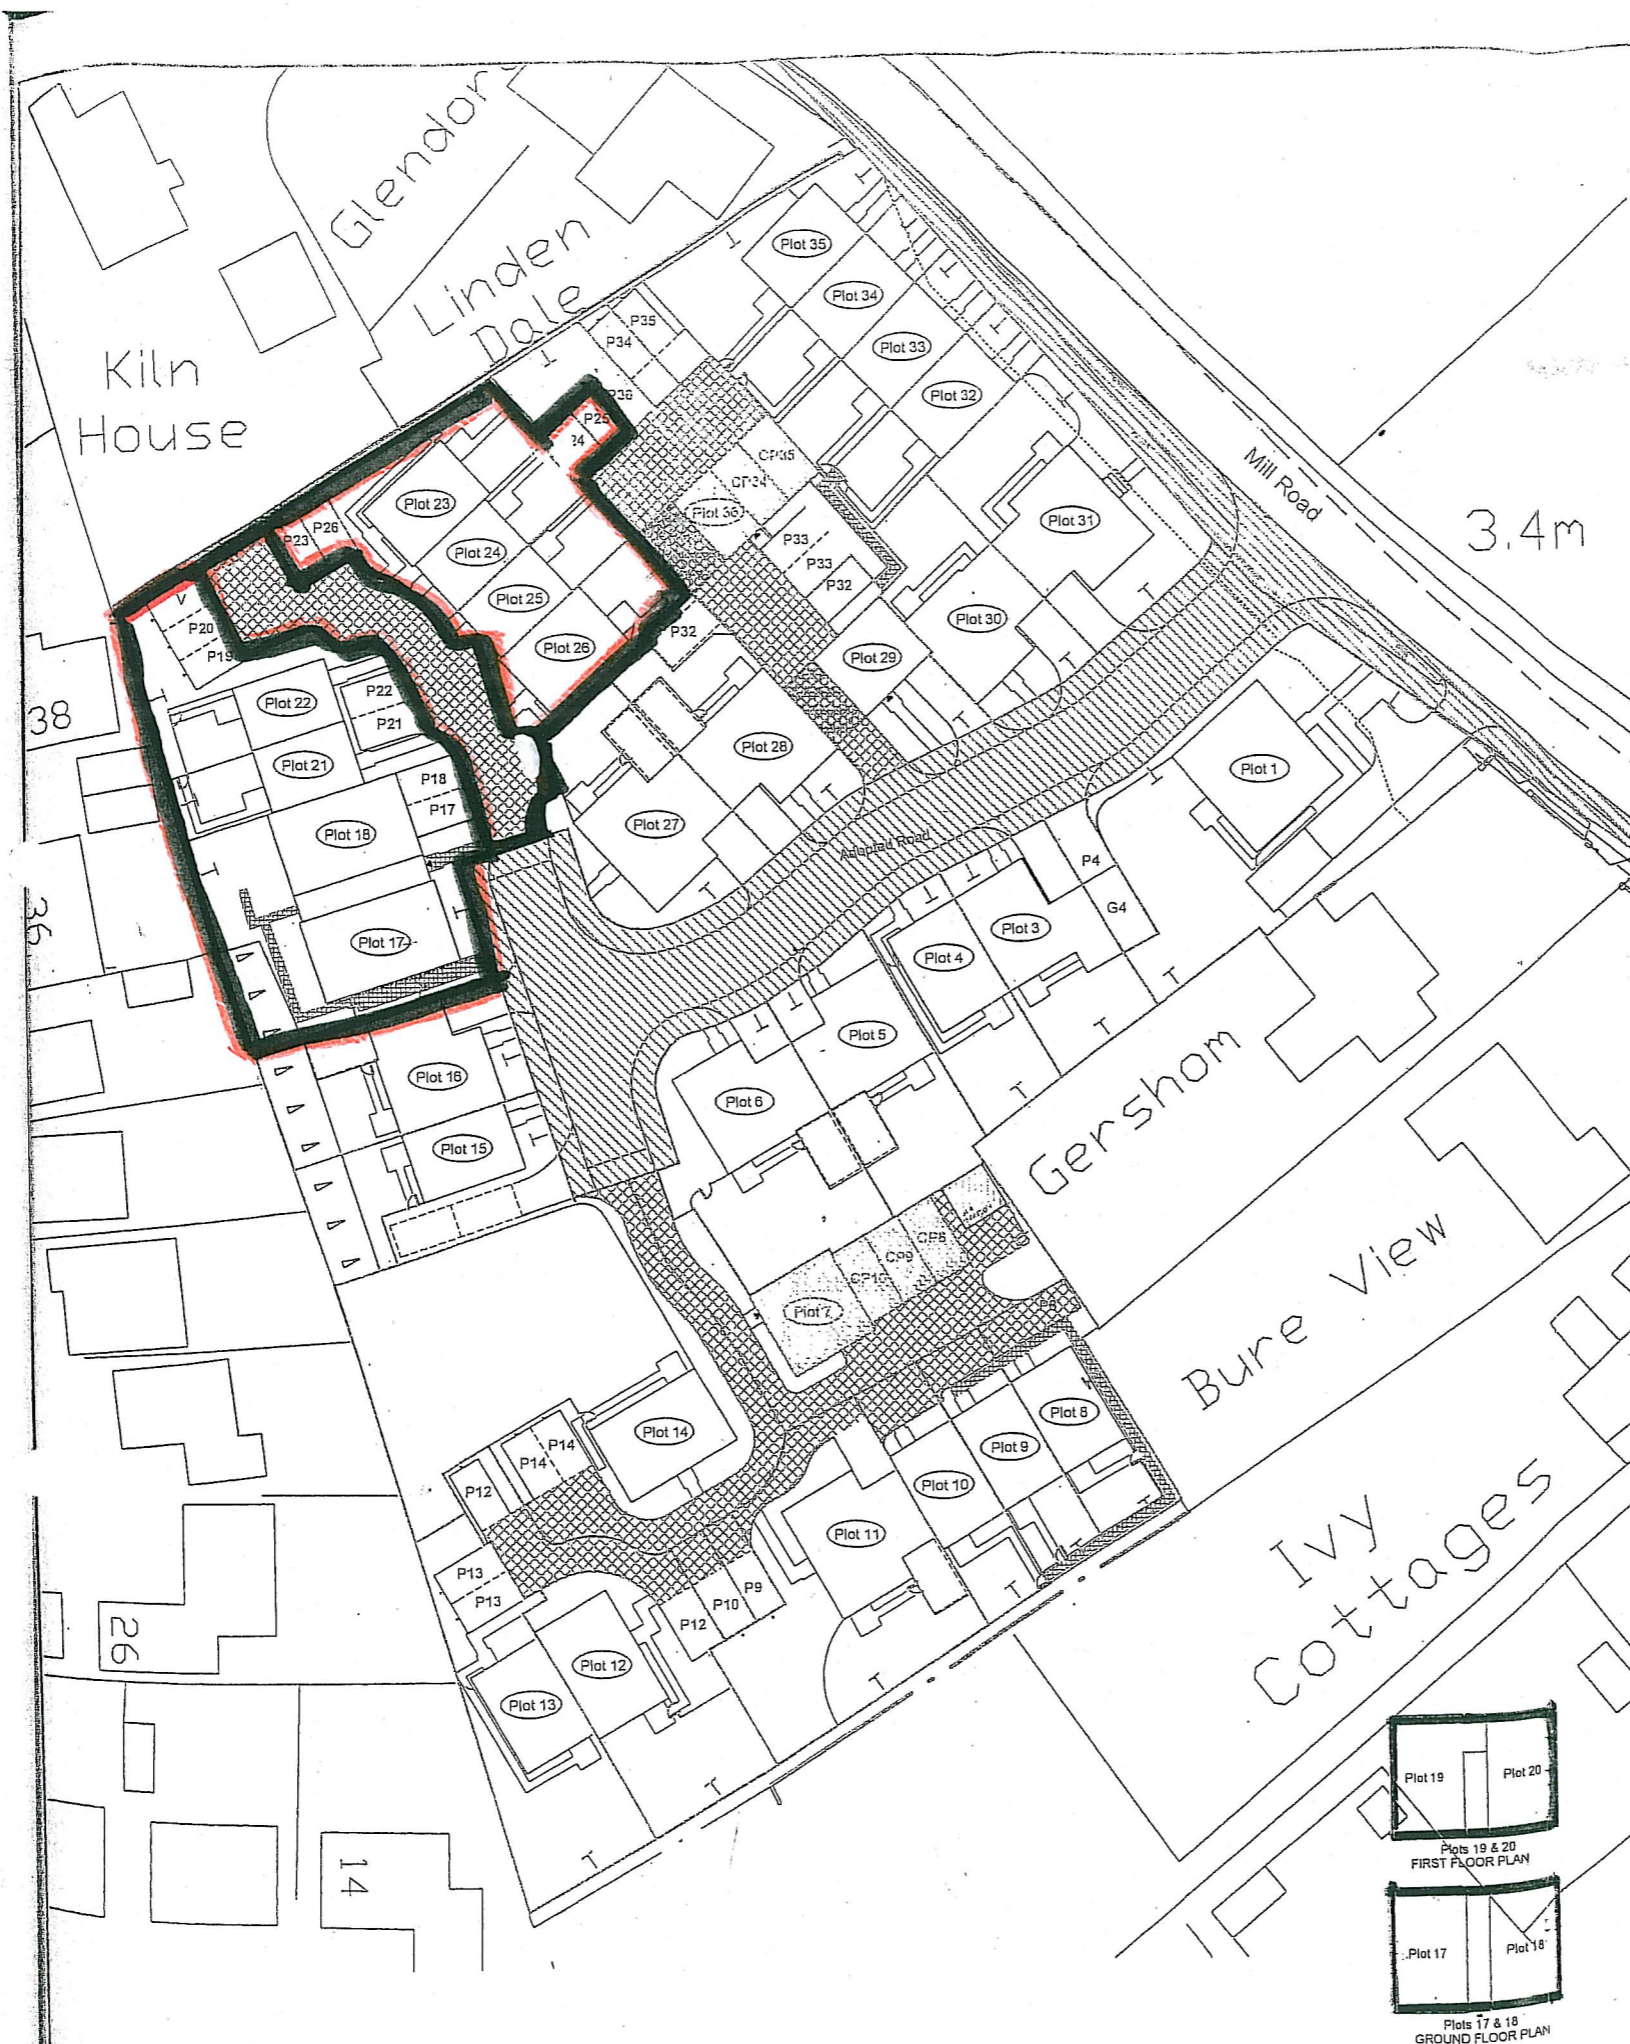 Glendor
Linden
Dale
Kiln
House
Plot 35
Plot 34
Plot 33
Plot 32
P35
P34
P36
P25
24
CP35
CP34
Plot 36
Plot 31
Mill Road
3.4m
P33
P33
P32
Plot 30
Plot 29
Plot 23
Plot 24
Plot 25
Plot 26
P26
P23
P20
P19
P32
38
Plot 22
P22
P21
Plot 21
P18
P17
Plot 18
Plot 28
Plot 27
Plot 1
Adopted Road
P4
G4
Plot 3
Plot 4
36
Plot 17
Plot 5
Plot 6
Plot 16
Plot 15
Gershom
Bure View
CP8
CP9
CP10
Plot 7
P8
Plot 8
Plot 9
Plot 10
Plot 11
Plot 14
P14
P14
P12
P13
P13
P9
P10
P12
Plot 12
Plot 13
Ivy
Cottages
26
14
Plot 19
Plot 20
Plots 19 & 20
FIRST FLOOR PLAN
Plot 17
Plot 18
Plots 17 & 18
GROUND FLOOR PLAN